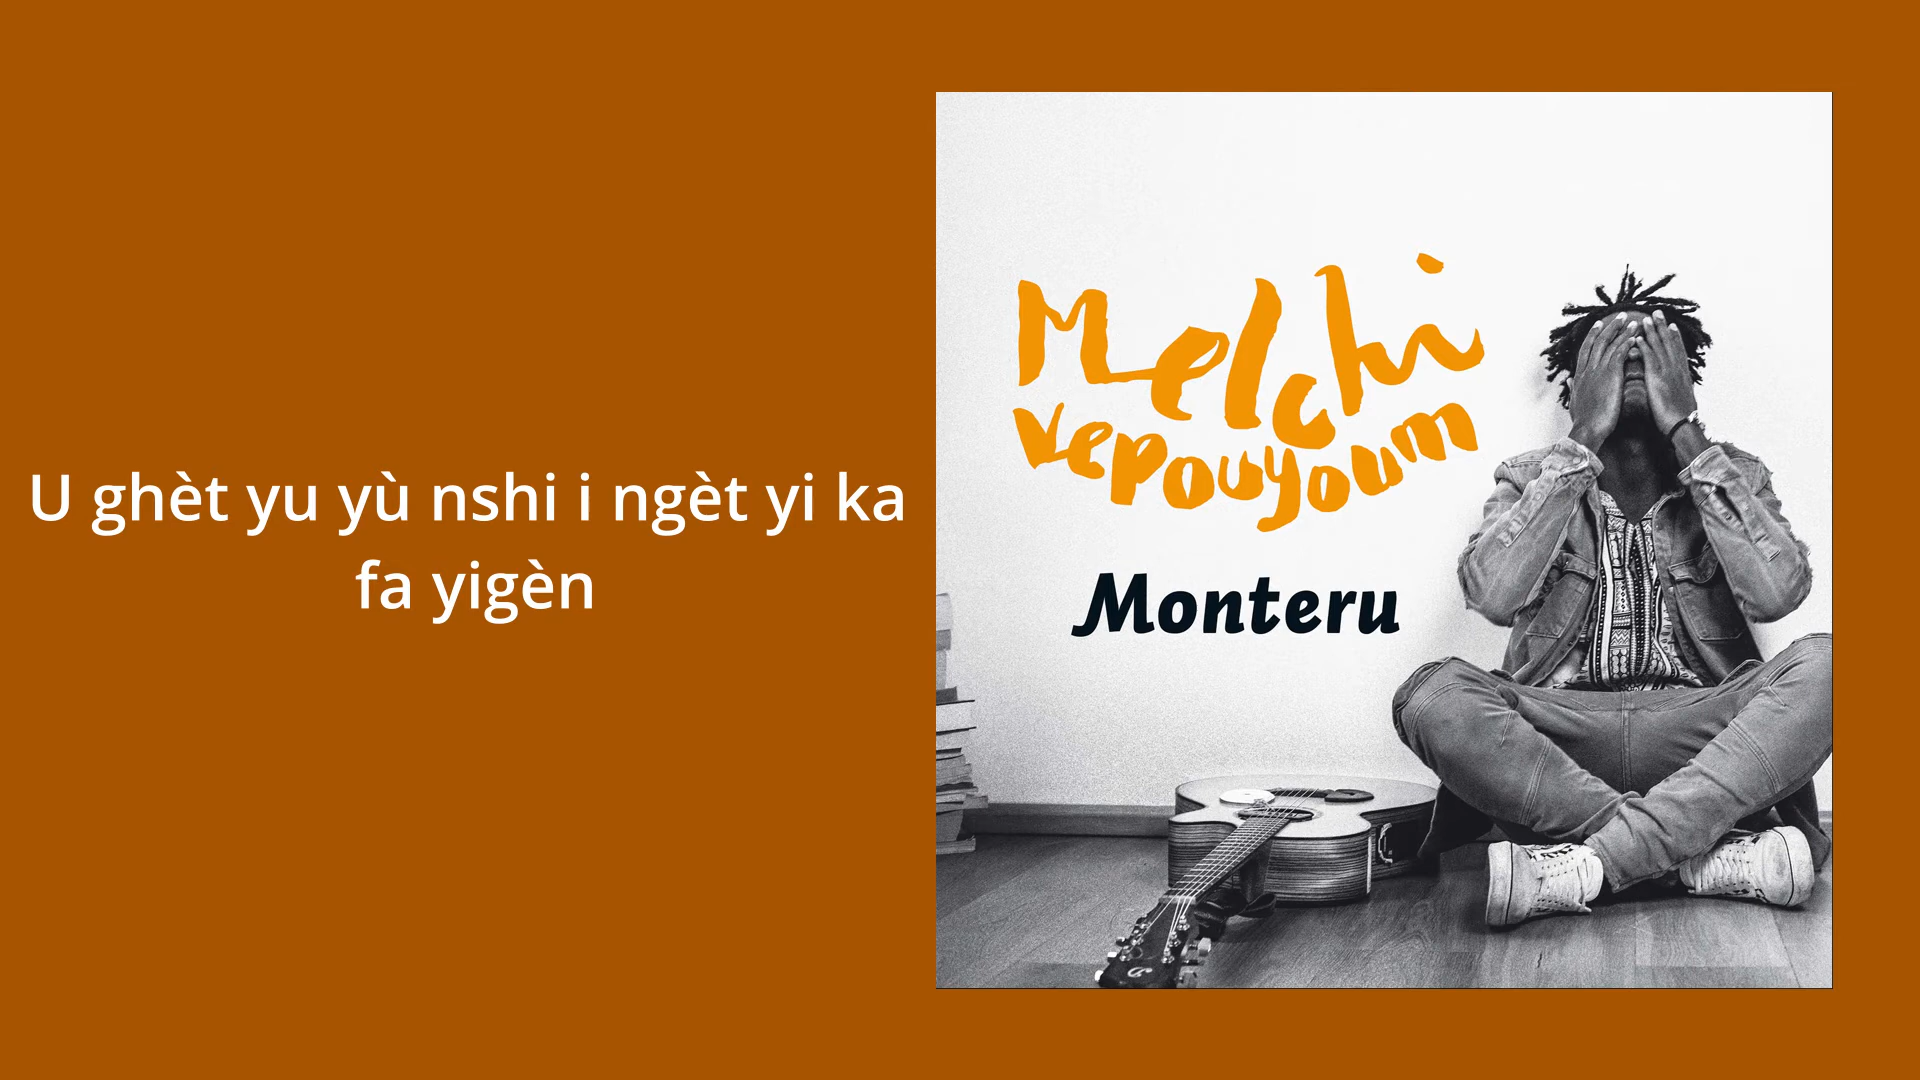 U ghèt yu yù nshi i ngèt yi ka
fa yigèn
Melchi
vepouyoum
Monteru